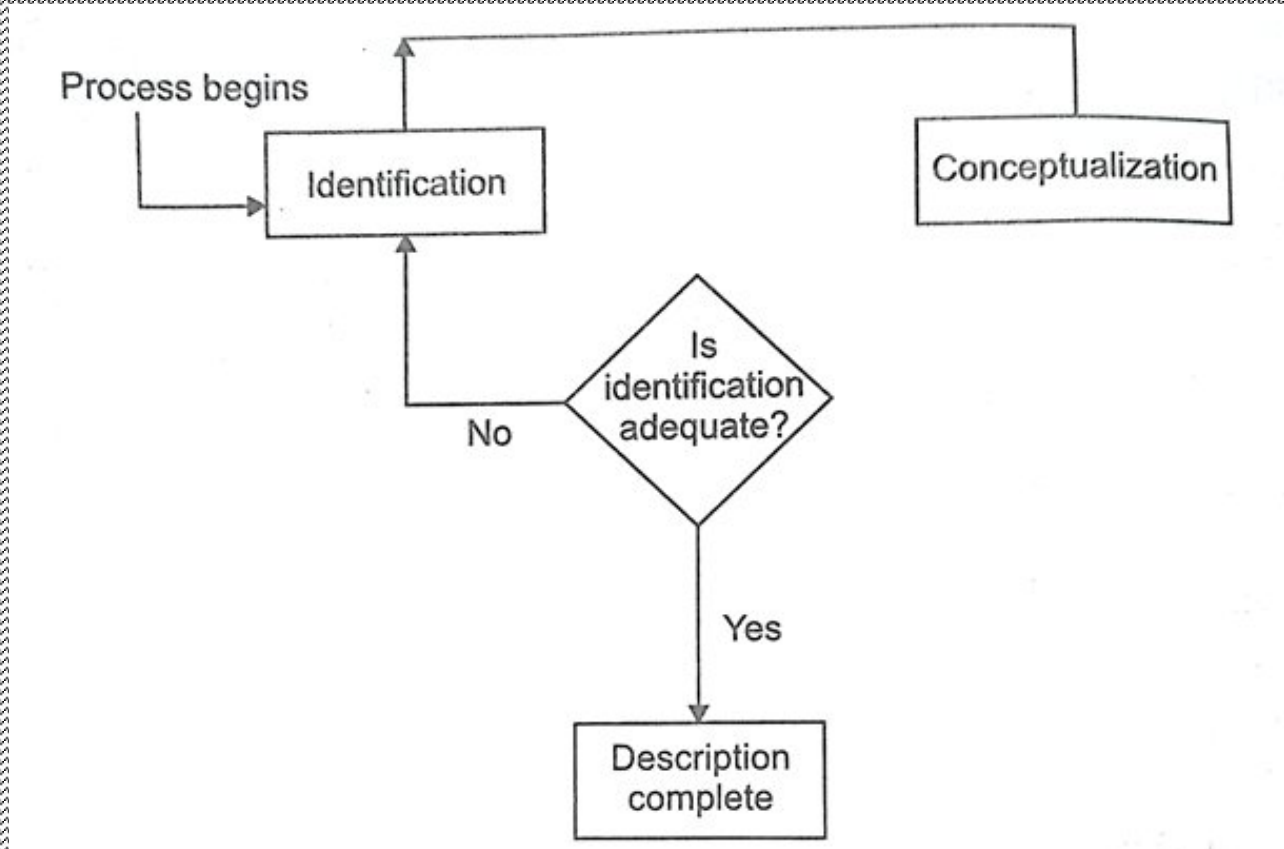 Process begins
Identification
Conceptualization
Is
identification
adequate?
No
Yes
Description
complete